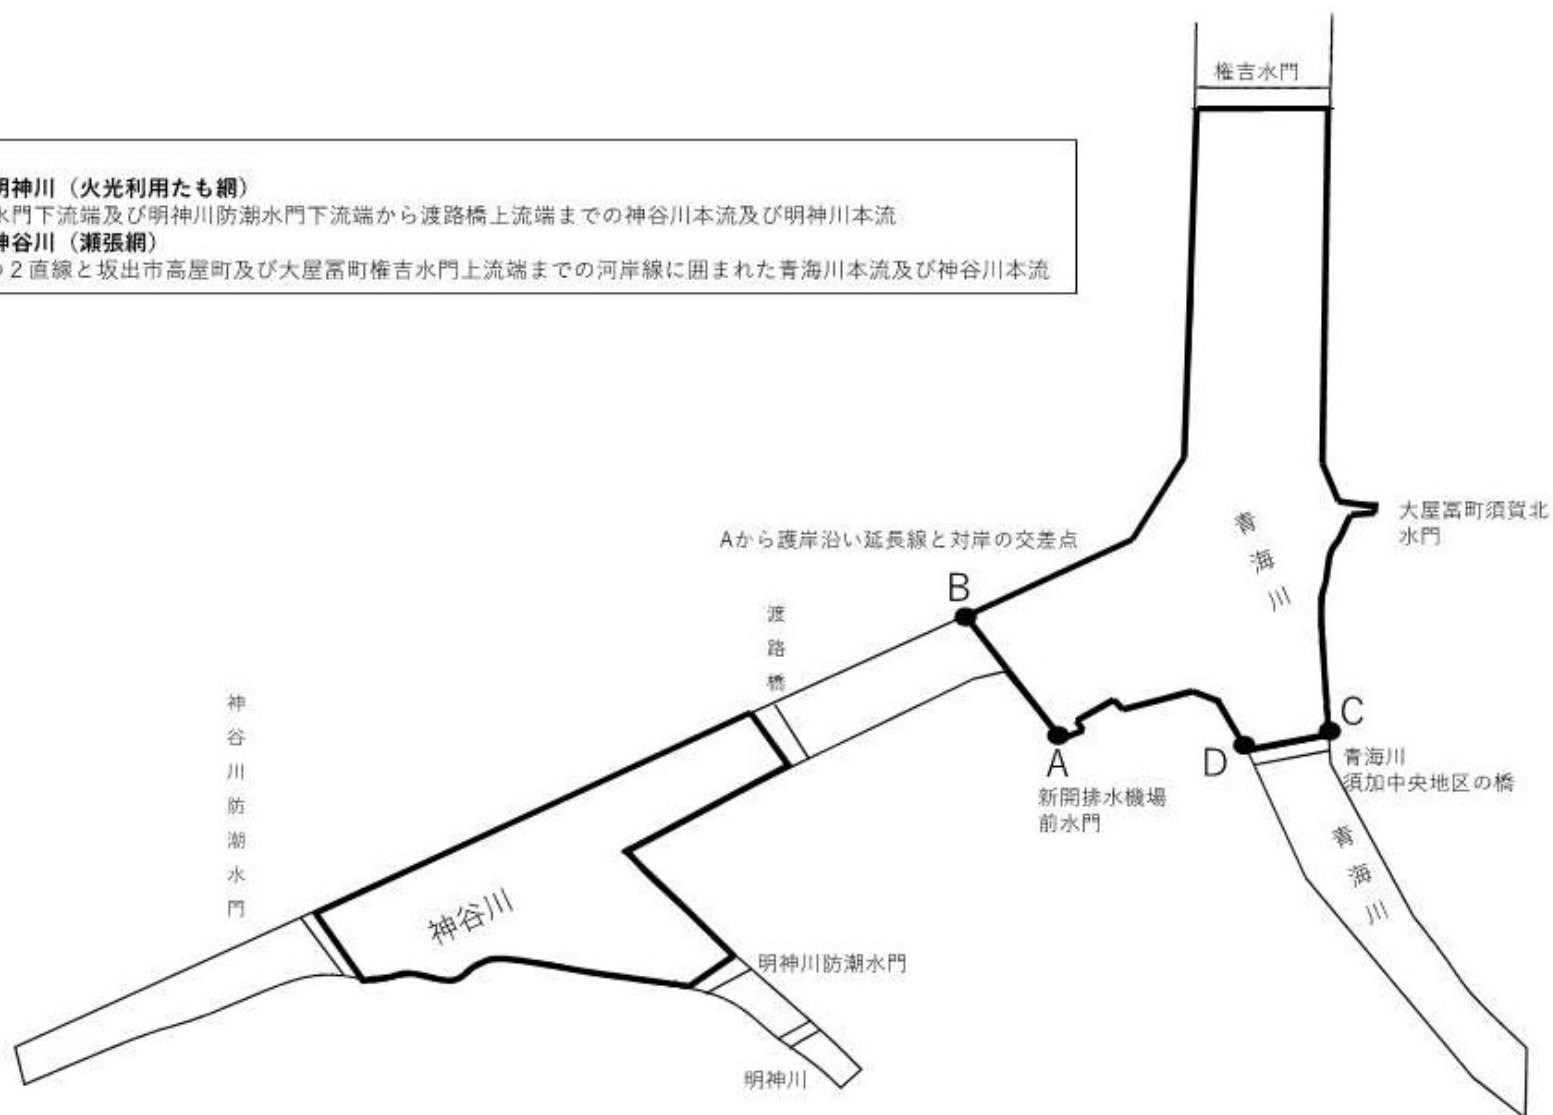 権吉水門
明神川（火光利用たも網）
水門下流端及び明神川防潮水門下流端から渡路橋上流端までの神谷川本流及び明神川本流
神谷川（瀬張網）
２直線と坂出市高屋町及び大屋冨町権吉水門上流端までの河岸線に囲まれた青海川本流及び神谷川本流
大屋冨町須賀北
水門
青海川
Aから護岸沿い延長線と対岸の交差点
B
渡路橋
神谷川防潮水門
A
新開排水機場
前水門
C
D
青海川
須加中央地区の橋
青海川
神谷川
明神川防潮水門
明神川